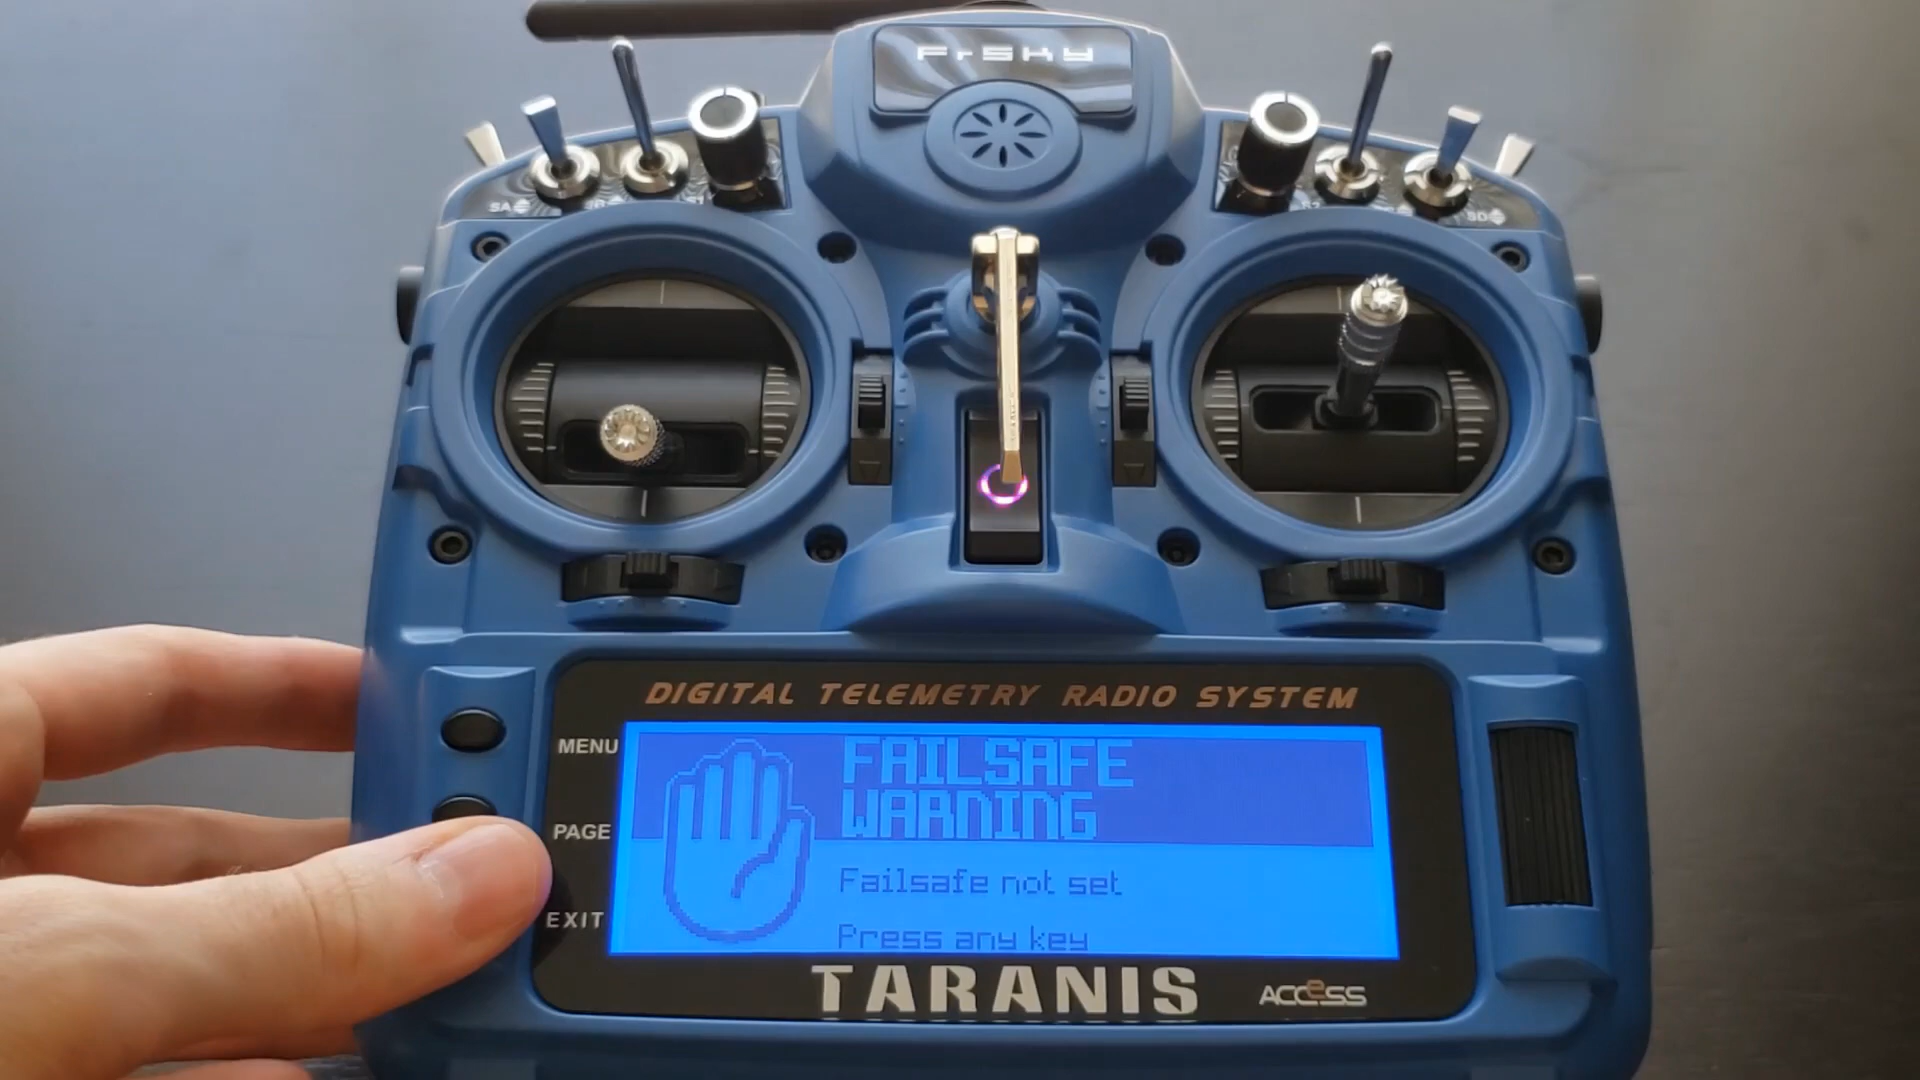 FrSKY
SA
SD
DIGITAL TELEMETRY RADIO SYSTEM
MENU
FAILSAFE
WARNING
PAGE
Failsafe not set
EXIT
Press any key
TARANIS
ACCESS